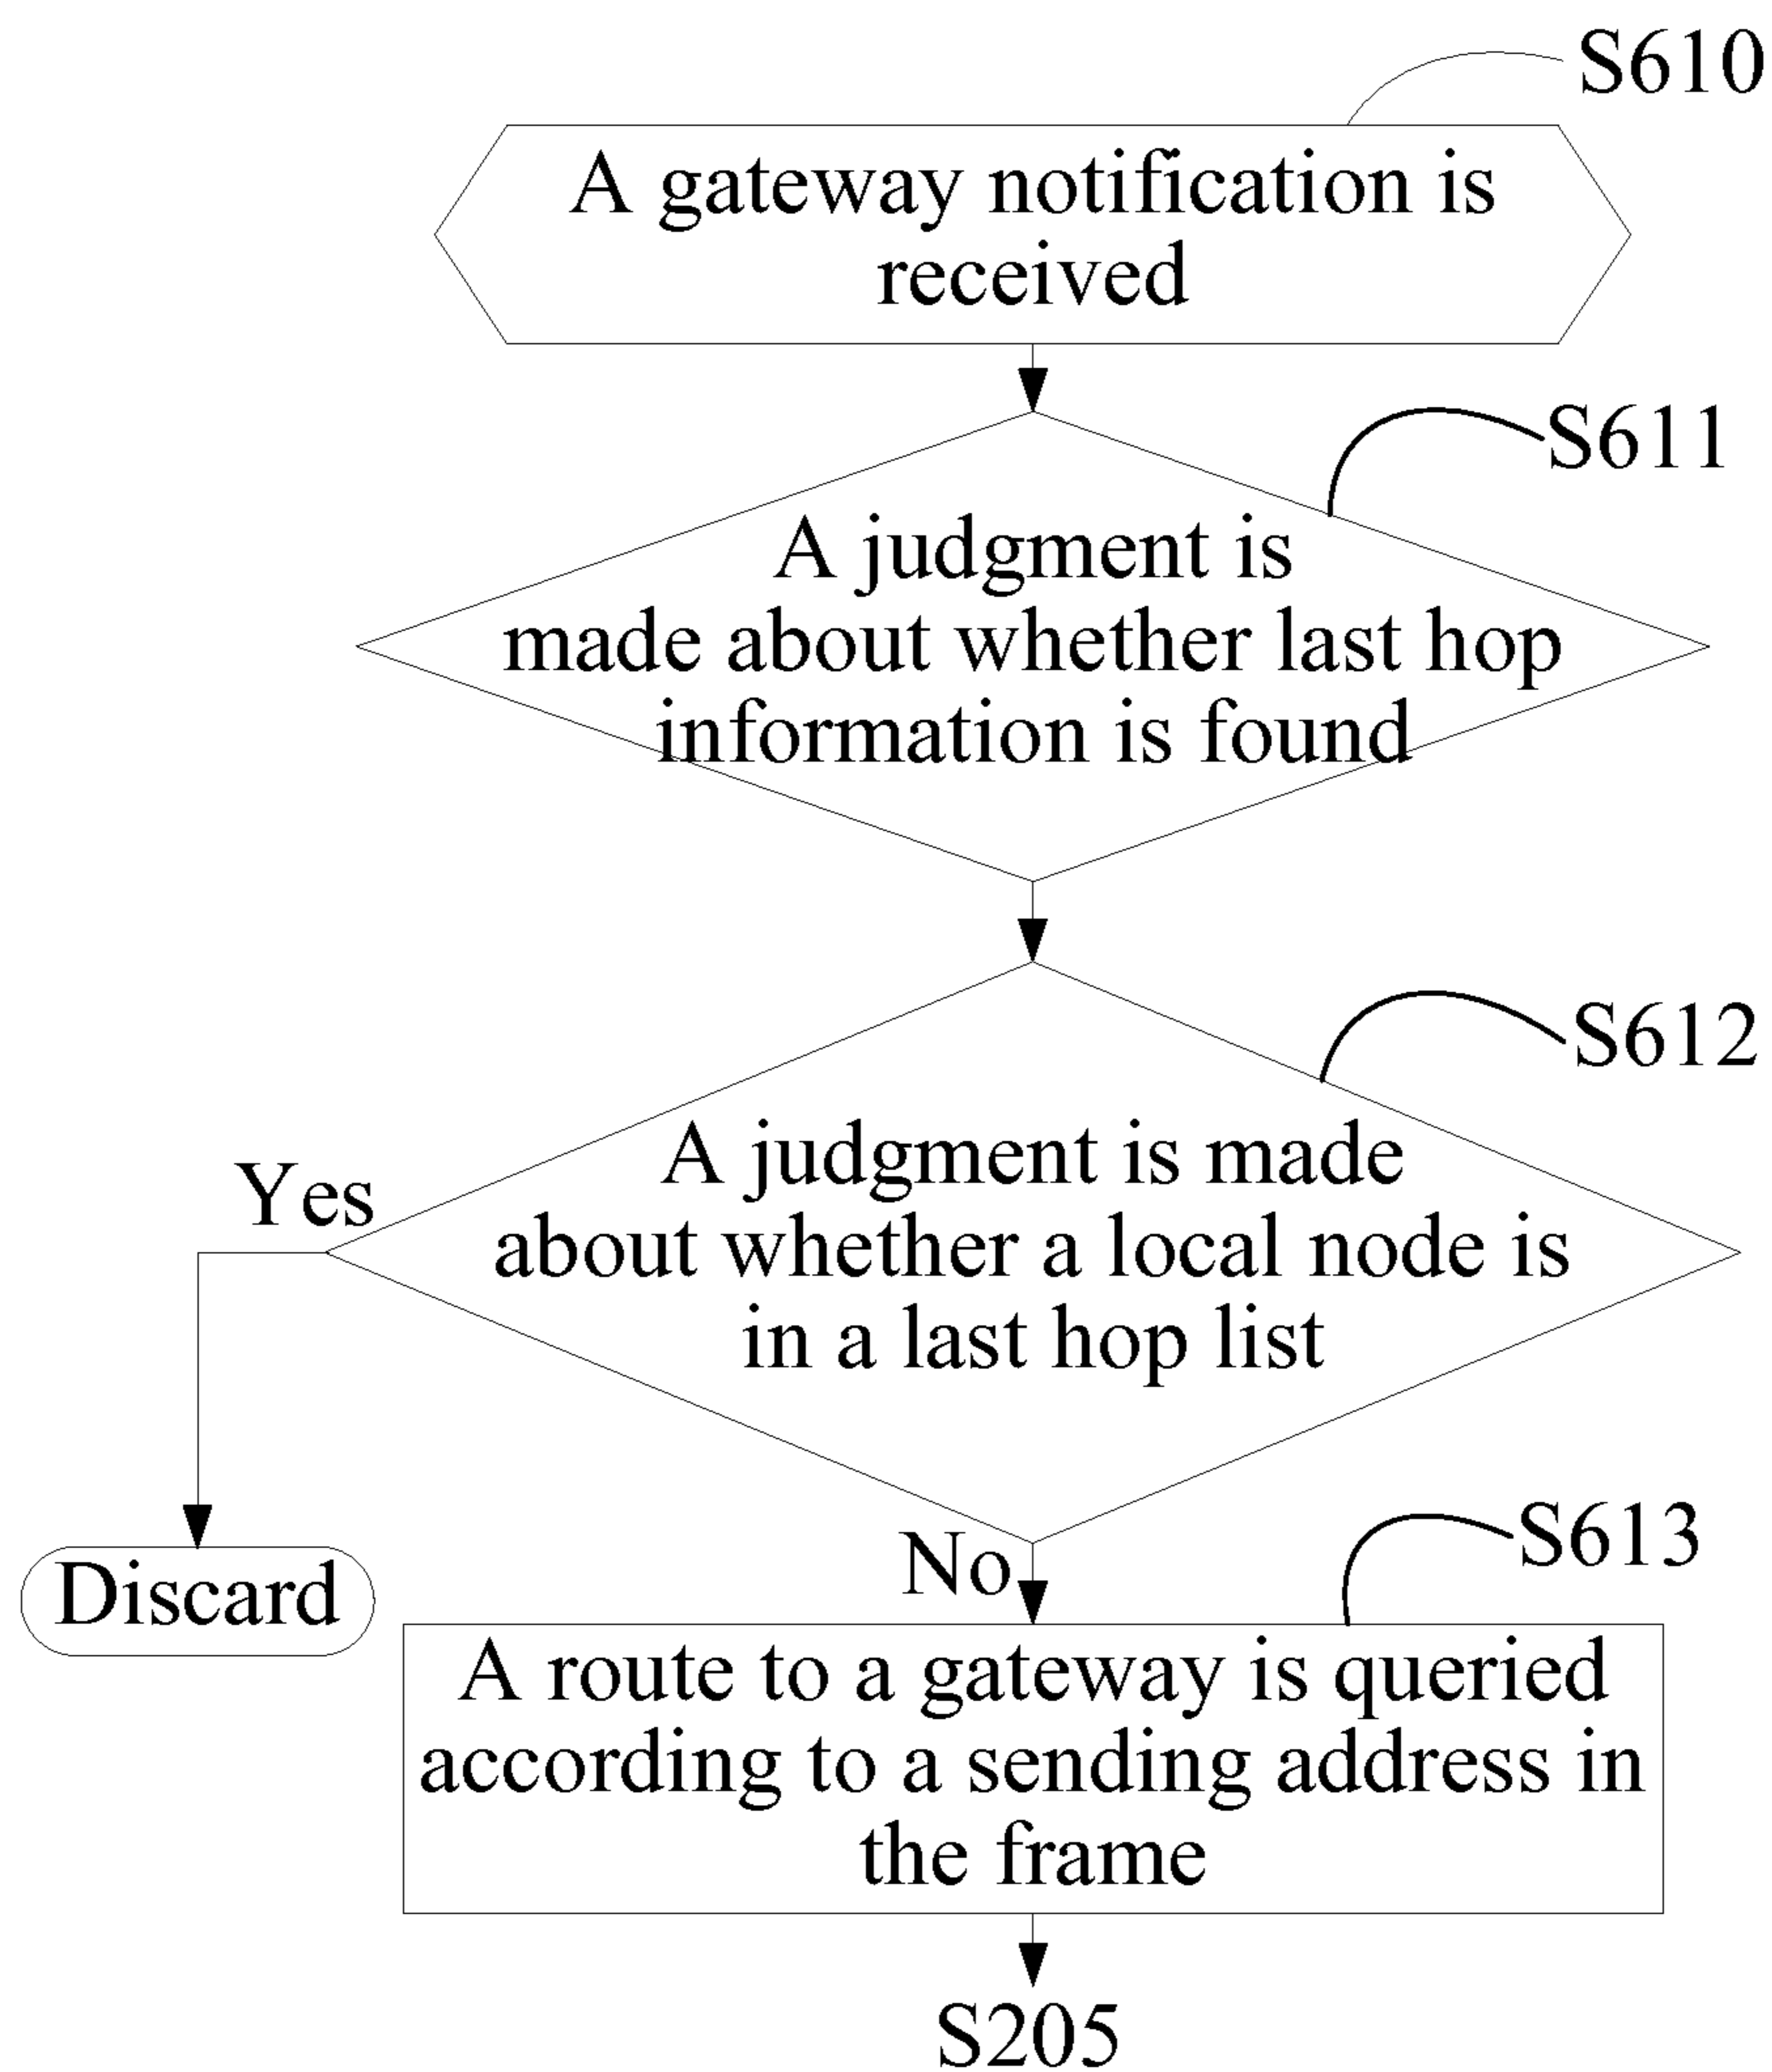 S610
A gateway notification is
received
S611
A judgment is
made about whether last hop
information is found
S612
A judgment is made
about whether a local node is
in a last hop list
Yes
Discard
No
S613
A route to a gateway is queried
according to a sending address in
the frame
S205